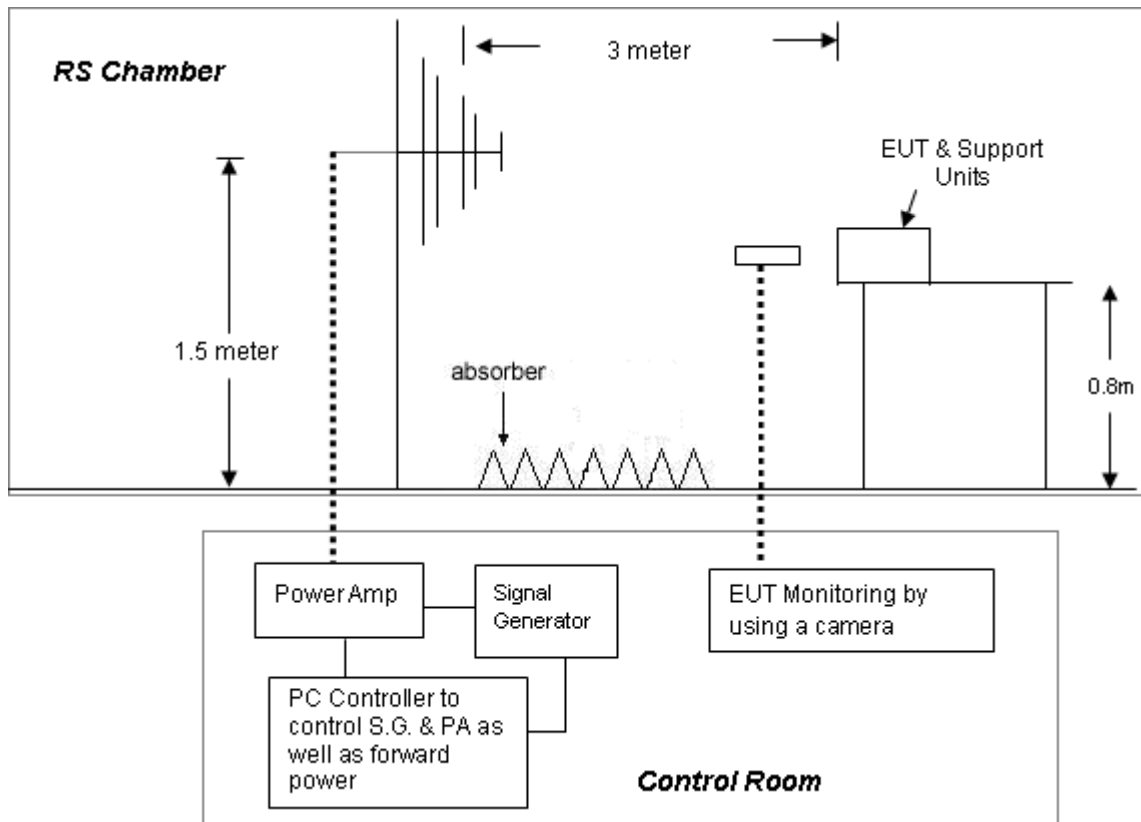 RS Chamber
3 meter
EUT & Support
Units
1.5 meter
absorber
0.8m
Power Amp
Signal
Generator
EUT Monitoring by
using a camera
PC Controller to
control S.G. & PA as
well as forward
power
Control Room